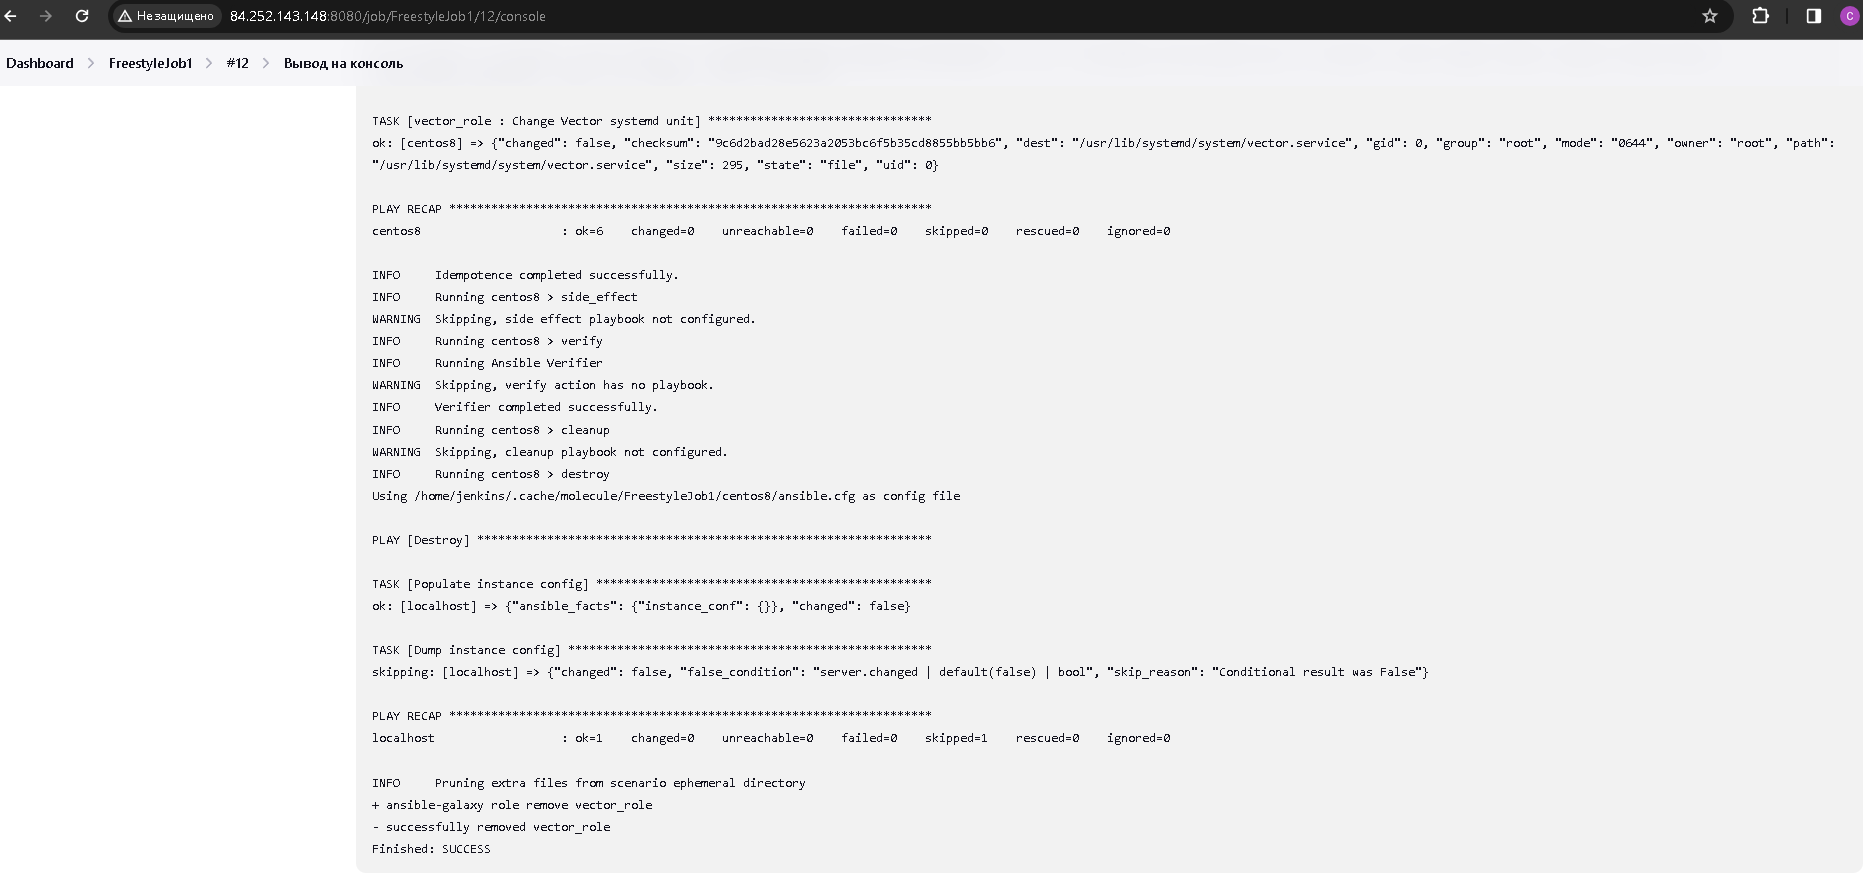 Не защищено 84.252.143.148:8080/job/FreestyleJob1/12/console C
Dashboard > FreestyleJob1 > #12 > Вывод на консоль
TASK [vector_role : Change Vector systemd unit] ********************************
ok: [centos8] => {"changed": false, "checksum": "9c6d2bad28e5623a2053bc6f5b35cd8855bb5bb6", "dest": "/usr/lib/systemd/system/vector.service", "gid": 0, "group": "root", "mode": "0644", "owner": "root", "path":
"/usr/lib/systemd/system/vector.service", "size": 295, "state": "file", "uid": 0}
PLAY RECAP *********************************************************************
centos8                    : ok=6    changed=0    unreachable=0    failed=0    skipped=0    rescued=0    ignored=0
INFO     Idempotence completed successfully.
INFO     Running centos8 > side_effect
WARNING  Skipping, side effect playbook not configured.
INFO     Running centos8 > verify
INFO     Running Ansible Verifier
WARNING  Skipping, verify action has no playbook.
INFO     Verifier completed successfully.
INFO     Running centos8 > cleanup
WARNING  Skipping, cleanup playbook not configured.
INFO     Running centos8 > destroy
Using /home/jenkins/.cache/molecule/FreestyleJob1/centos8/ansible.cfg as config file
PLAY [Destroy] *****************************************************************
TASK [Populate instance config] ************************************************
ok: [localhost] => {"ansible_facts": {"instance_conf": {}}, "changed": false}
TASK [Dump instance config] ****************************************************
skipping: [localhost] => {"changed": false, "false_condition": "server.changed | default(false) | bool", "skip_reason": "Conditional result was False"}
PLAY RECAP *********************************************************************
localhost                  : ok=1    changed=0    unreachable=0    failed=0    skipped=1    rescued=0    ignored=0
INFO     Pruning extra files from scenario ephemeral directory
+ ansible-galaxy role remove vector_role
- successfully removed vector_role
Finished: SUCCESS